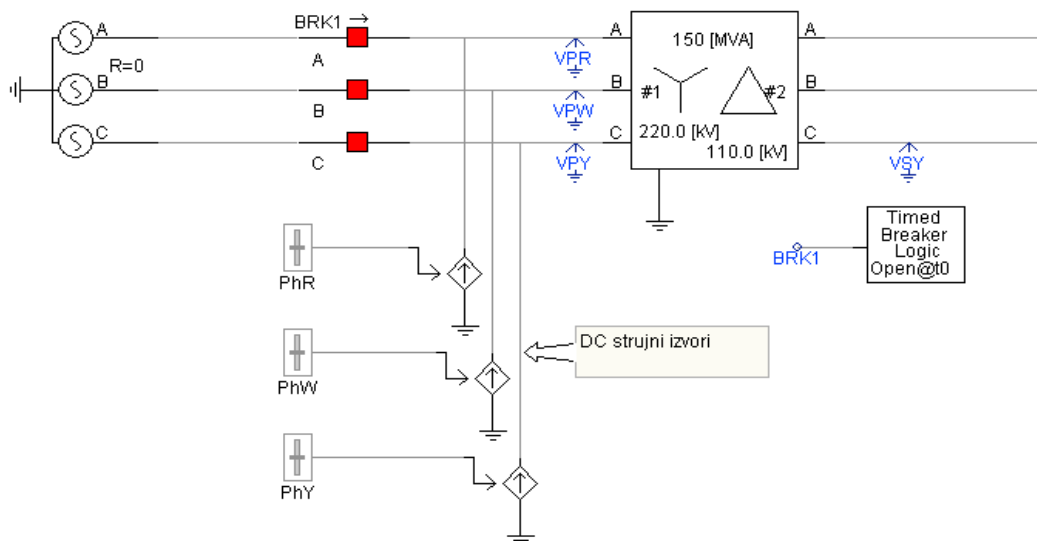 BRK1
A
R=0
B
C
A
B
C
VPR
VPW
VPY
A
B
C
150 [MVA]
#1
#2
220.0 [KV]
110.0 [KV]
A
B
C
VSY
Timed
Breaker
Logic
Open@t0
BRK1
PhR
DC strujni izvori
PhW
PhY